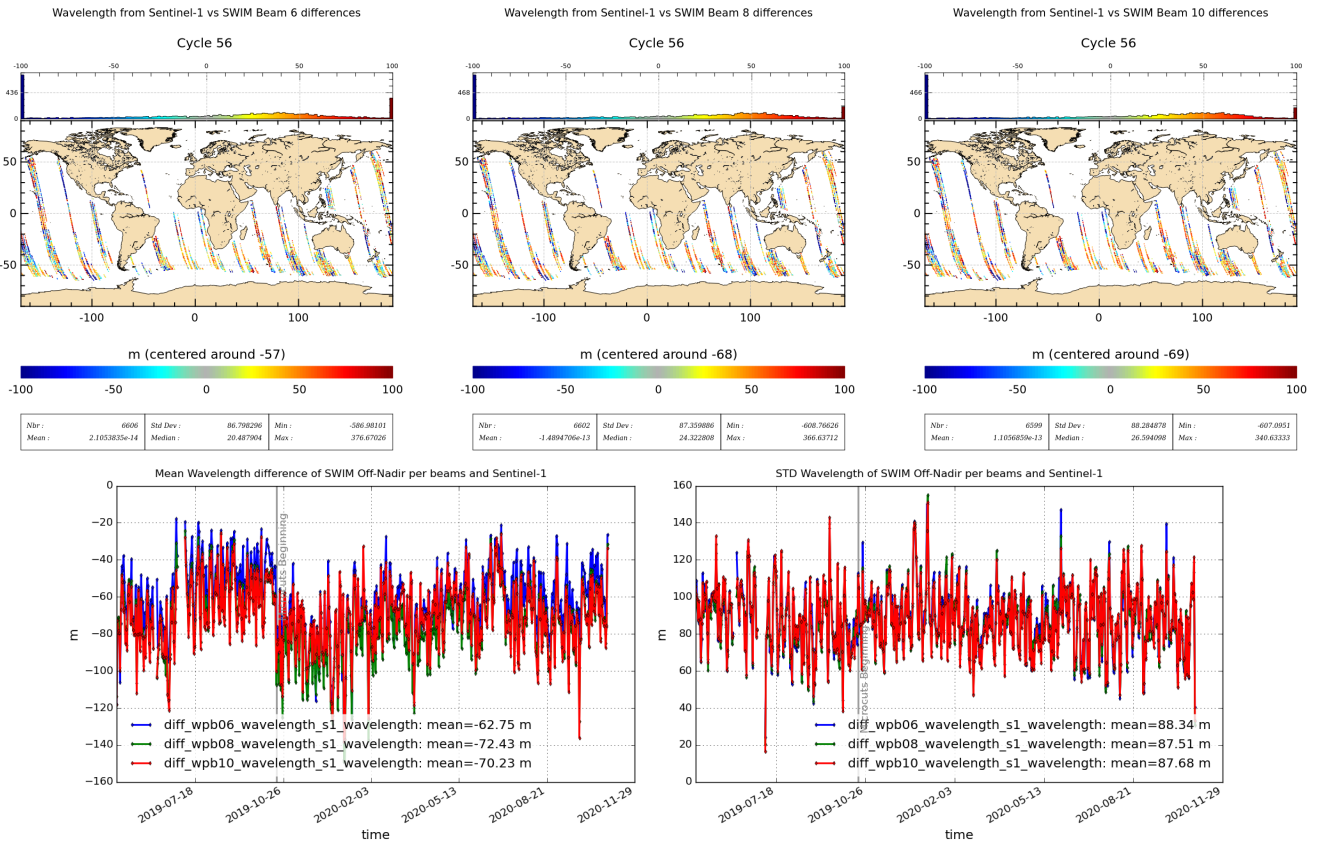 Wavelength from Sentinel-1 vs SWIM Beam 6 differences
Cycle 56
-100 -50 0 50 100
436
0
50
0
-50
-100 0 100
m (centered around -57)
-100 -50 0 50 100
Nbr : 6606 Std Dev : 86.798296 Min : -586.98101
Mean : 2.1053835e-14 Median : 20.487904 Max : 376.67026
Wavelength from Sentinel-1 vs SWIM Beam 8 differences
Cycle 56
-100 -50 0 50 100
468
0
50
0
-50
-100 0 100
m (centered around -68)
-100 -50 0 50 100
Nbr : 6602 Std Dev : 87.359886 Min : -608.76626
Mean : -1.4894706e-13 Median : 24.322808 Max : 366.63712
Wavelength from Sentinel-1 vs SWIM Beam 10 differences
Cycle 56
-100 -50 0 50 100
466
0
50
0
-50
-100 0 100
m (centered around -69)
-100 -50 0 50 100
Nbr : 6599 Std Dev : 88.284878 Min : -607.0951
Mean : 1.1056859e-13 Median : 26.594098 Max : 340.63333
Mean Wavelength difference of SWIM Off-Nadir per beams and Sentinel-1
0
−20
−40
−60
−80
−100
−120
−140
−160
m
Beginning
diff_wpb06_wavelength_s1_wavelength: mean=-62.75 m
diff_wpb08_wavelength_s1_wavelength: mean=-72.43 m
diff_wpb10_wavelength_s1_wavelength: mean=-70.23 m
2019-07-18 2019-10-26 2020-02-03 2020-05-13 2020-08-21 2020-11-29
time
STD Wavelength of SWIM Off-Nadir per beams and Sentinel-1
160
140
120
100
80
60
40
20
0
m
Microcuts Beginning
diff_wpb06_wavelength_s1_wavelength: mean=88.34 m
diff_wpb08_wavelength_s1_wavelength: mean=87.51 m
diff_wpb10_wavelength_s1_wavelength: mean=87.68 m
2019-07-18 2019-10-26 2020-02-03 2020-05-13 2020-08-21 2020-11-29
time